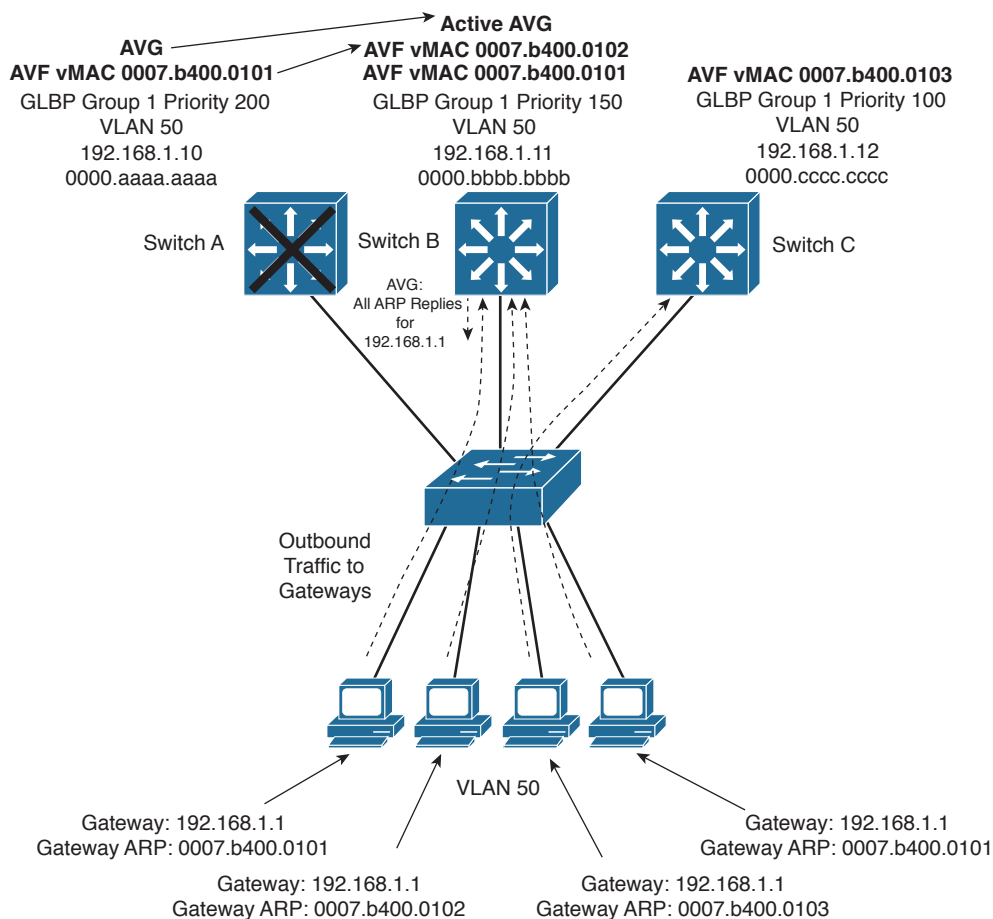 AVG
AVF vMAC 0007.b400.0101
GLBP Group 1 Priority 200
VLAN 50
192.168.1.10
0000.aaaa.aaaa
Active AVG
AVF vMAC 0007.b400.0102
AVF vMAC 0007.b400.0101
GLBP Group 1 Priority 150
VLAN 50
192.168.1.11
0000.bbbb.bbbb
AVF vMAC 0007.b400.0103
GLBP Group 1 Priority 100
VLAN 50
192.168.1.12
0000.cccc.cccc
Switch A
Switch B
Switch C
AVG:
All ARP Replies
for
192.168.1.1
Outbound
Traffic to
Gateways
VLAN 50
Gateway: 192.168.1.1
Gateway ARP: 0007.b400.0101
Gateway: 192.168.1.1
Gateway ARP: 0007.b400.0102
Gateway: 192.168.1.1
Gateway ARP: 0007.b400.0103
Gateway: 192.168.1.1
Gateway ARP: 0007.b400.0101